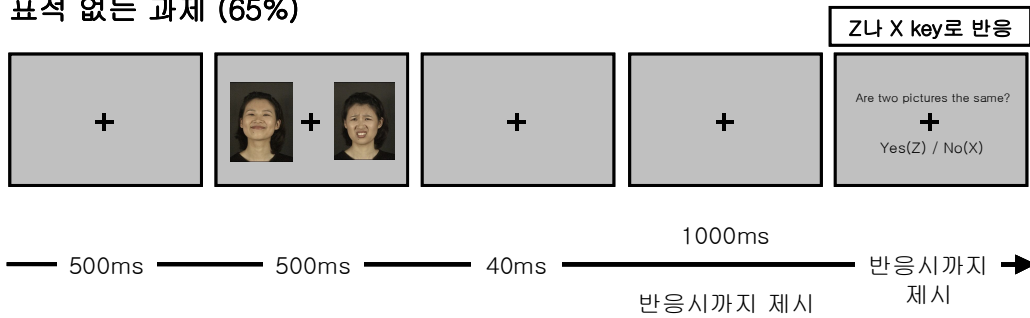 표적 없는 과제 (65%)
Z나 X key로 반응
Are two pictures the same?
Yes(Z) / No(X)
500ms
500ms
40ms
1000ms
반응시까지 제시
반응시까지
제시